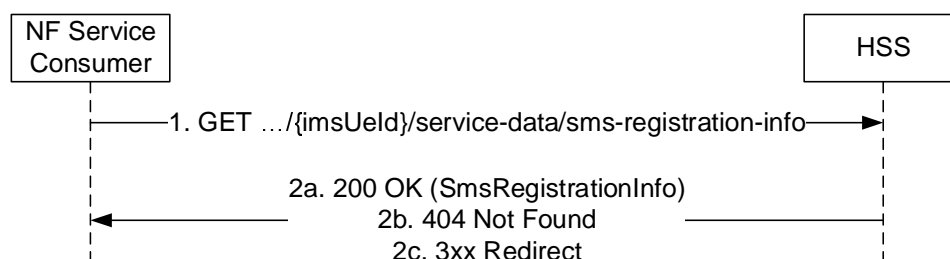 NF Service
Consumer
HSS
1. GET …/{imsUeId}/service-data/sms-registration-info
2a. 200 OK (SmsRegistrationInfo)
2b. 404 Not Found
2c. 3xx Redirect